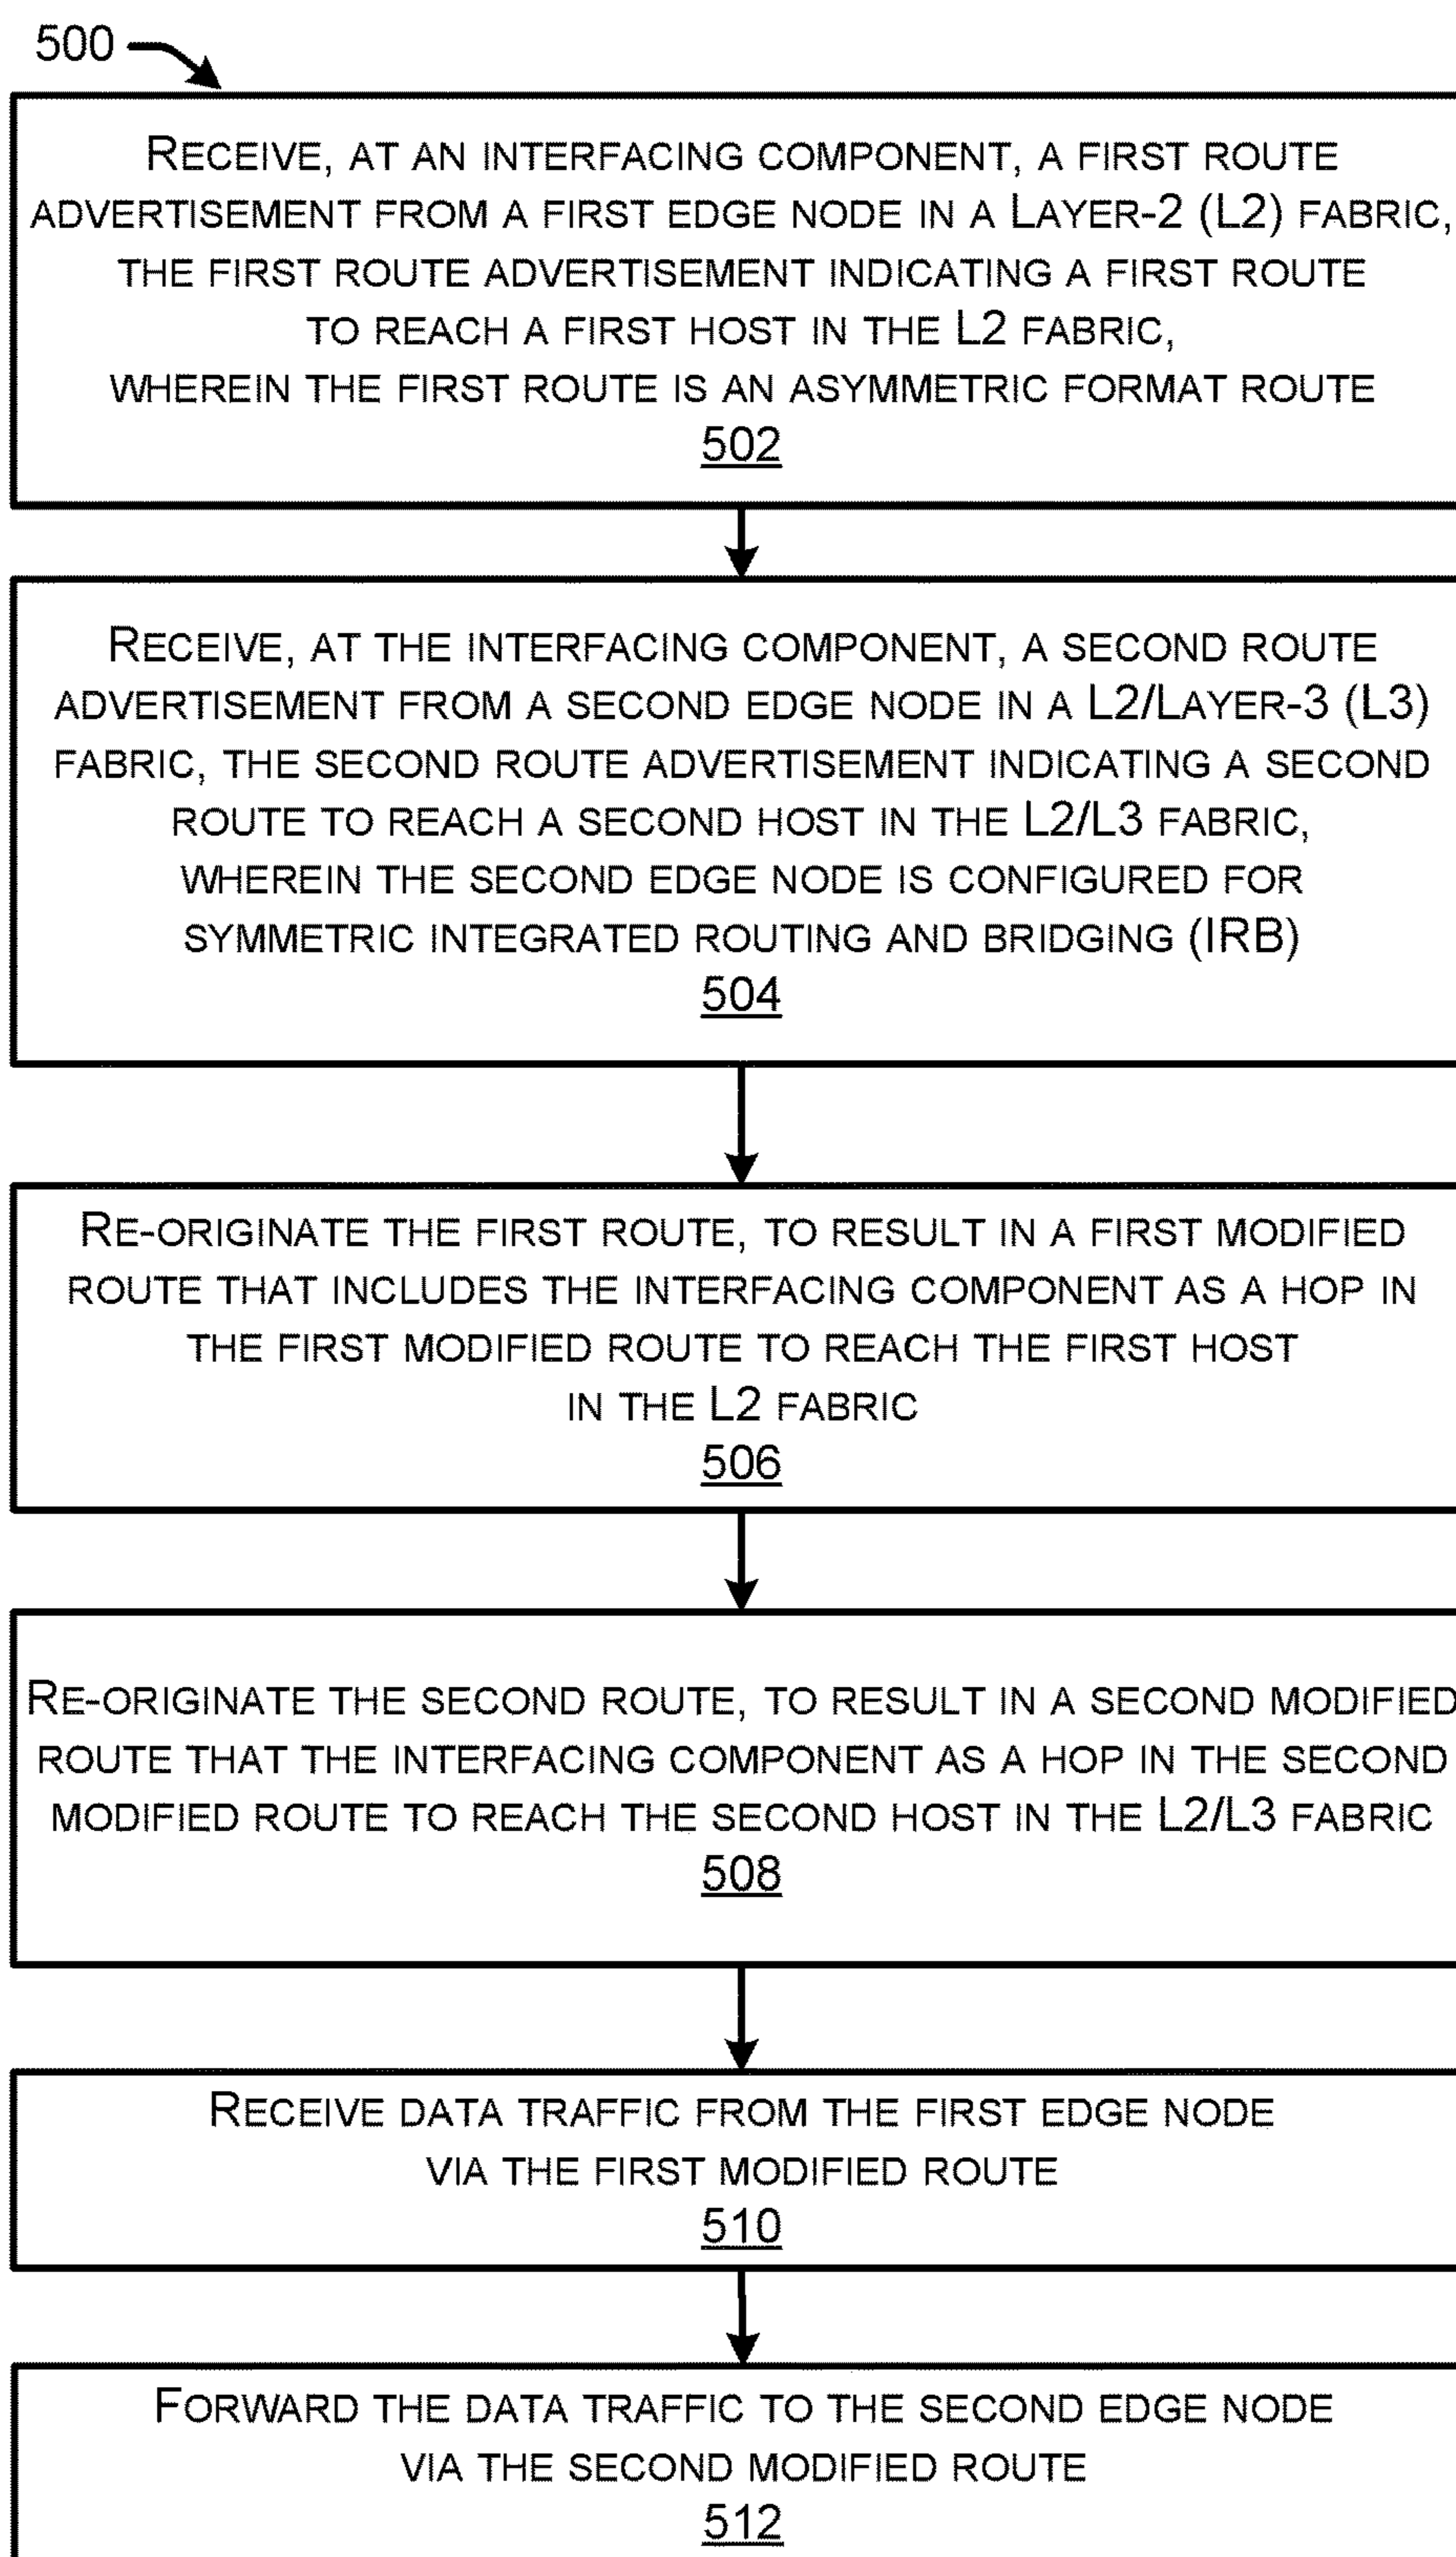 500
RECEIVE, AT AN INTERFACING COMPONENT, A FIRST ROUTE
ADVERTISEMENT FROM A FIRST EDGE NODE IN A LAYER-2 (L2) FABRIC,
THE FIRST ROUTE ADVERTISEMENT INDICATING A FIRST ROUTE
TO REACH A FIRST HOST IN THE L2 FABRIC,
WHEREIN THE FIRST ROUTE IS AN ASYMMETRIC FORMAT ROUTE
502
RECEIVE, AT THE INTERFACING COMPONENT, A SECOND ROUTE
ADVERTISEMENT FROM A SECOND EDGE NODE IN A L2/LAYER-3 (L3)
FABRIC, THE SECOND ROUTE ADVERTISEMENT INDICATING A SECOND
ROUTE TO REACH A SECOND HOST IN THE L2/L3 FABRIC,
WHEREIN THE SECOND EDGE NODE IS CONFIGURED FOR
SYMMETRIC INTEGRATED ROUTING AND BRIDGING (IRB)
504
RE-ORIGINATE THE FIRST ROUTE, TO RESULT IN A FIRST MODIFIED
ROUTE THAT INCLUDES THE INTERFACING COMPONENT AS A HOP IN
THE FIRST MODIFIED ROUTE TO REACH THE FIRST HOST
IN THE L2 FABRIC
506
RE-ORIGINATE THE SECOND ROUTE, TO RESULT IN A SECOND MODIFIED
ROUTE THAT THE INTERFACING COMPONENT AS A HOP IN THE SECOND
MODIFIED ROUTE TO REACH THE SECOND HOST IN THE L2/L3 FABRIC
508
RECEIVE DATA TRAFFIC FROM THE FIRST EDGE NODE
VIA THE FIRST MODIFIED ROUTE
510
FORWARD THE DATA TRAFFIC TO THE SECOND EDGE NODE
VIA THE SECOND MODIFIED ROUTE
512